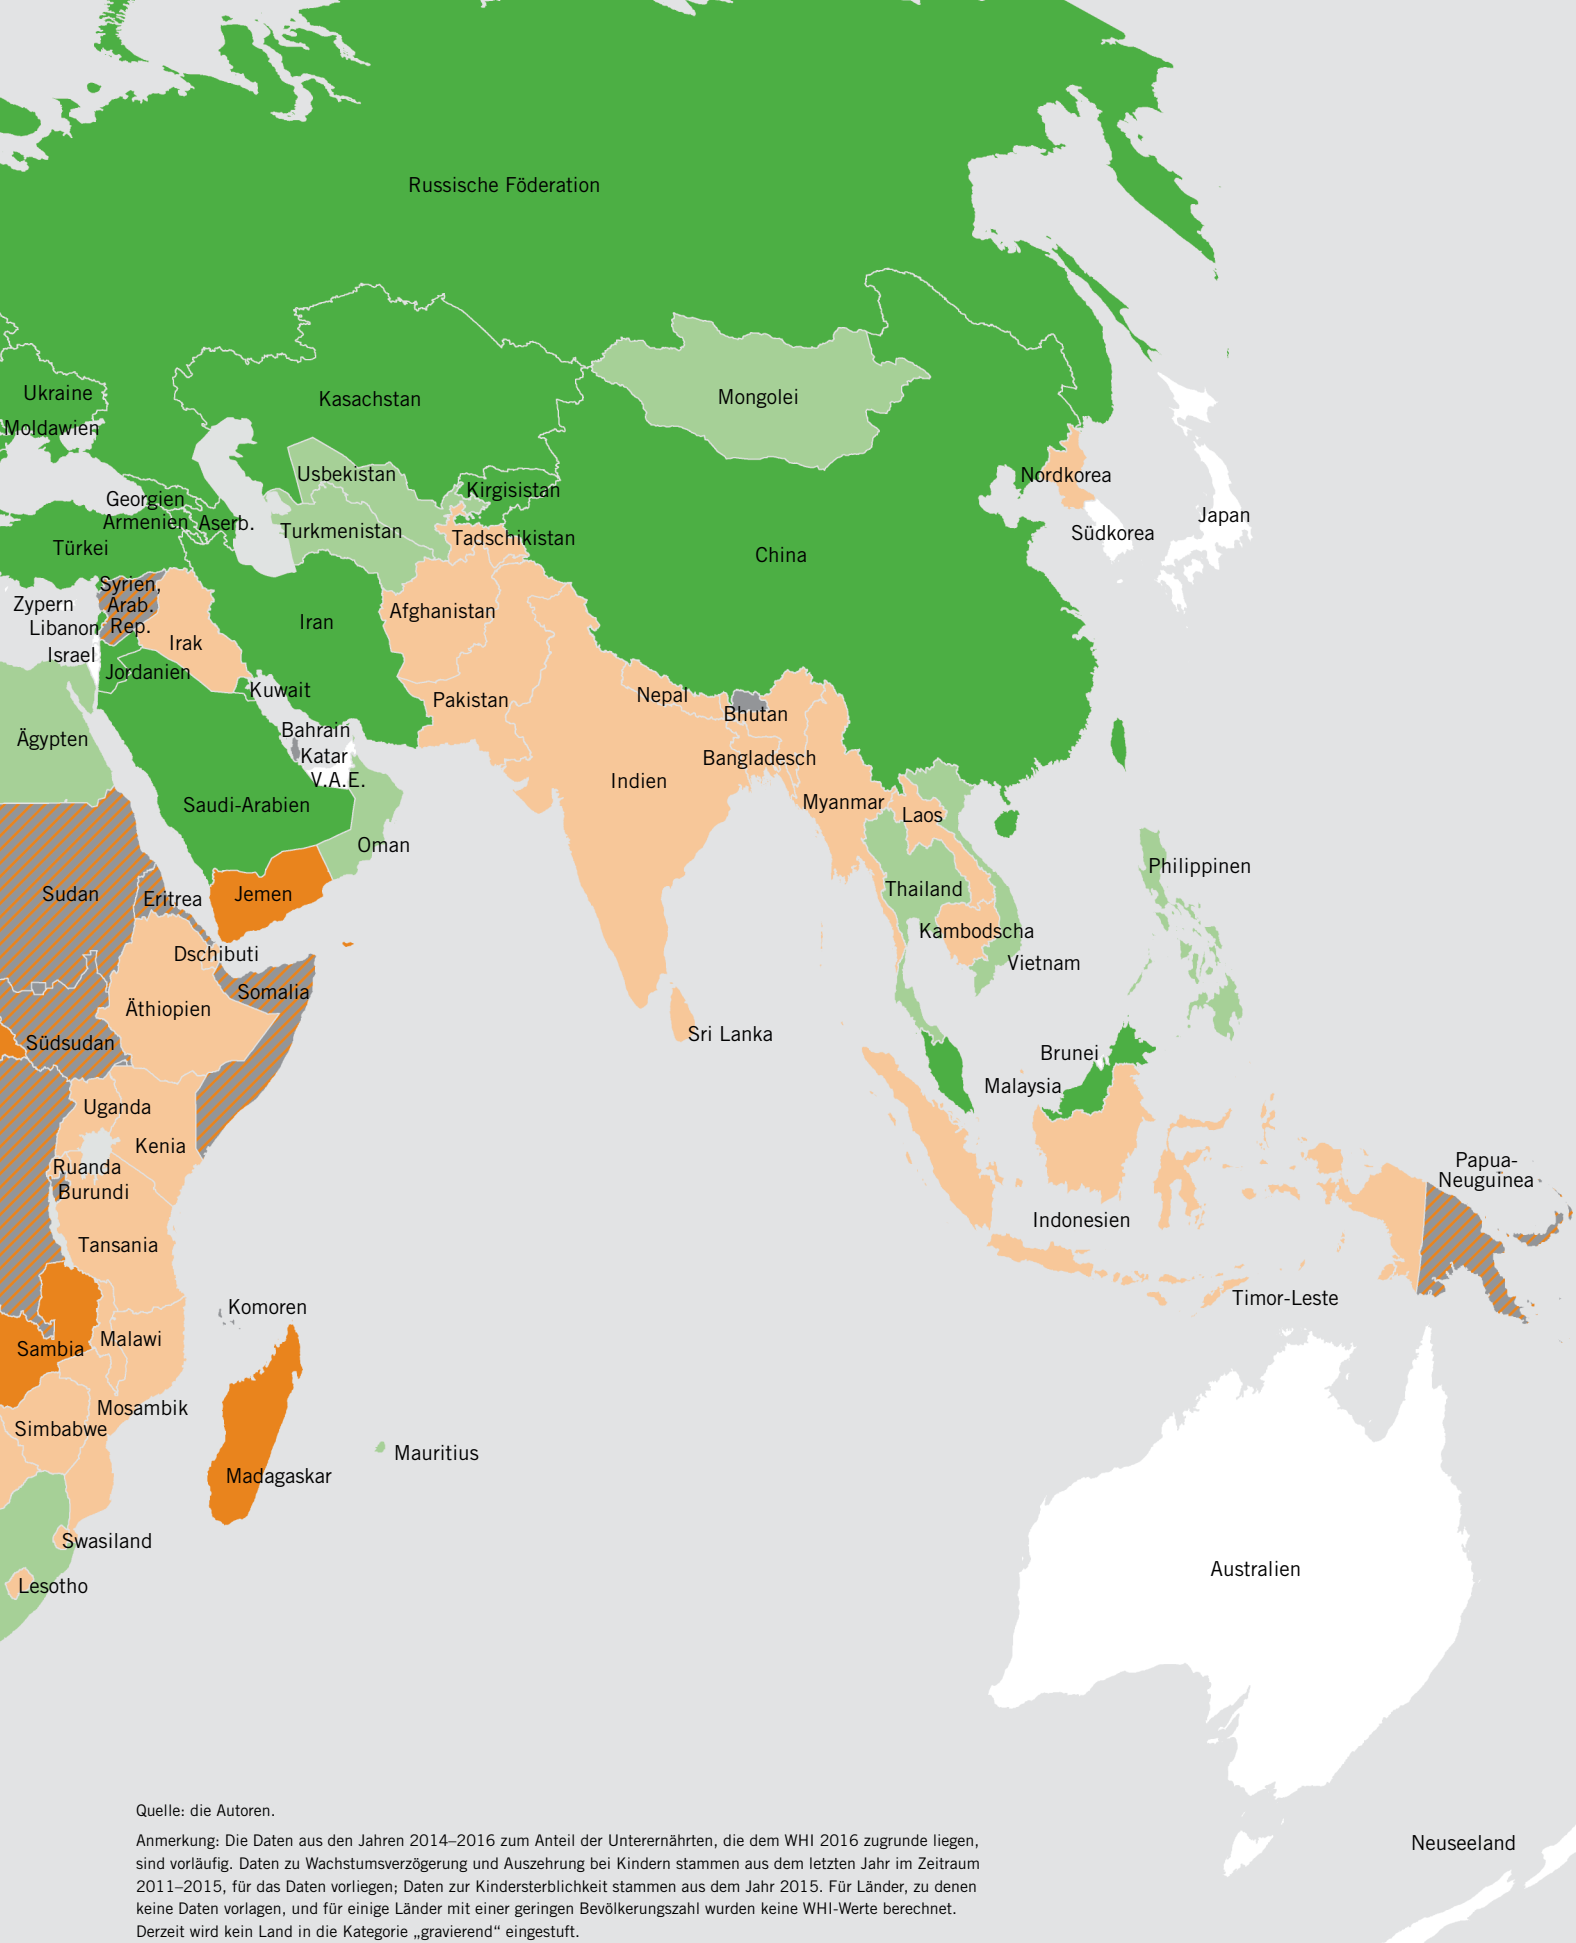 Russische Föderation
Ukraine
Kasachstan
Mongolei
Moldawien
Usbekistan
Nordkorea
Kirgisistan
Georgien
Japan
Armenien
Aserb.
Turkmenistan
Südkorea
Tadschikistan
Türkei
China
Syrien,
Arab.
Rep.
Zypern
Afghanistan
Iran
Libanon
Irak
Israel
Jordanien
Kuwait
Nepal
Pakistan
Bhutan
Bahrain
Ägypten
Katar
Bangladesch
V.A.E.
Indien
Saudi-Arabien
Myanmar
Laos
Oman
Philippinen
Thailand
Sudan
Eritrea
Jemen
Kambodscha
Dschibuti
Vietnam
Somalia
Äthiopien
Sri Lanka
Südsudan
Brunei
Malaysia
Uganda
Kenia
Papua-
Neuguinea
Ruanda
Burundi
Indonesien
Tansania
Timor-Leste
Komoren
Malawi
Sambia
Mosambik
Simbabwe
Mauritius
Madagaskar
Swasiland
Australien
Lesotho
Neuseeland
Quelle: die Autoren.
Anmerkung: Die Daten aus den Jahren 2014–2016 zum Anteil der Unterernährten, die dem WHI 2016 zugrunde liegen,
sind vorläufig. Daten zu Wachstumsverzögerung und Auszehrung bei Kindern stammen aus dem letzten Jahr im Zeitraum
2011–2015, für das Daten vorliegen; Daten zur Kindersterblichkeit stammen aus dem Jahr 2015. Für Länder, zu denen
keine Daten vorlagen, und für einige Länder mit einer geringen Bevölkerungszahl wurden keine WHI-Werte berechnet.
Derzeit wird kein Land in die Kategorie „gravierend“ eingestuft.